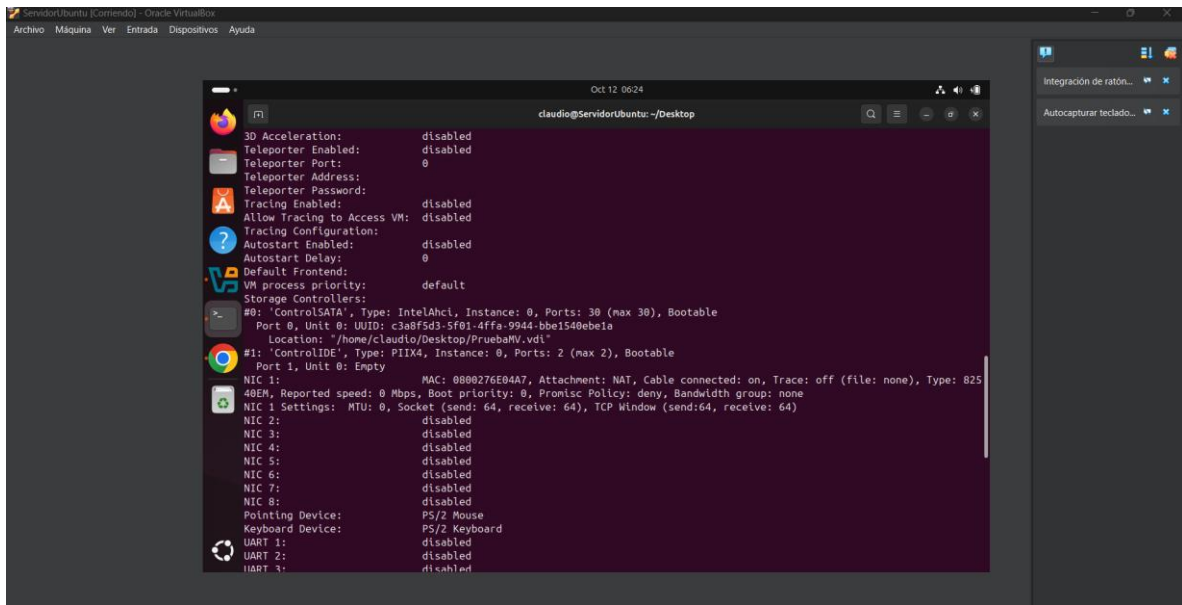 ServidorUbuntu [Corriendo] - Oracle VirtualBox
Archivo Máquina Ver Entrada Dispositivos Ayuda
Integración de ratón...
Autocapturar teclado...
Oct 12 06:24
claudio@ServidorUbuntu: ~/Desktop
3D Acceleration: disabled
Teleporter Enabled: disabled
Teleporter Port: 0
Teleporter Address:
Teleporter Password:
Tracing Enabled: disabled
Allow Tracing to Access VM: disabled
Tracing Configuration:
Autostart Enabled: disabled
Autostart Delay: 0
Default Frontend:
VM process priority: default
Storage Controllers:
#0: 'ControlSATA', Type: IntelAhci, Instance: 0, Ports: 30 (max 30), Bootable
Port 0, Unit 0: UUID: c3a8f5d3-5f01-4ffa-9944-bbe1540ebe1a
Location: "/home/claudio/Desktop/PruebaMV.vdi"
#1: 'ControlIDE', Type: PIIX4, Instance: 0, Ports: 2 (max 2), Bootable
Port 1, Unit 0: Empty
NIC 1: MAC: 0800276E04A7, Attachment: NAT, Cable connected: on, Trace: off (file: none), Type: 825
40EM, Reported speed: 0 Mbps, Boot priority: 0, Promisc Policy: deny, Bandwidth group: none
NIC 1 Settings: MTU: 0, Socket (send: 64, receive: 64), TCP Window (send:64, receive: 64)
NIC 2: disabled
NIC 3: disabled
NIC 4: disabled
NIC 5: disabled
NIC 6: disabled
NIC 7: disabled
NIC 8: disabled
Pointing Device: PS/2 Mouse
Keyboard Device: PS/2 Keyboard
UART 1: disabled
UART 2: disabled
UART 3: disabled